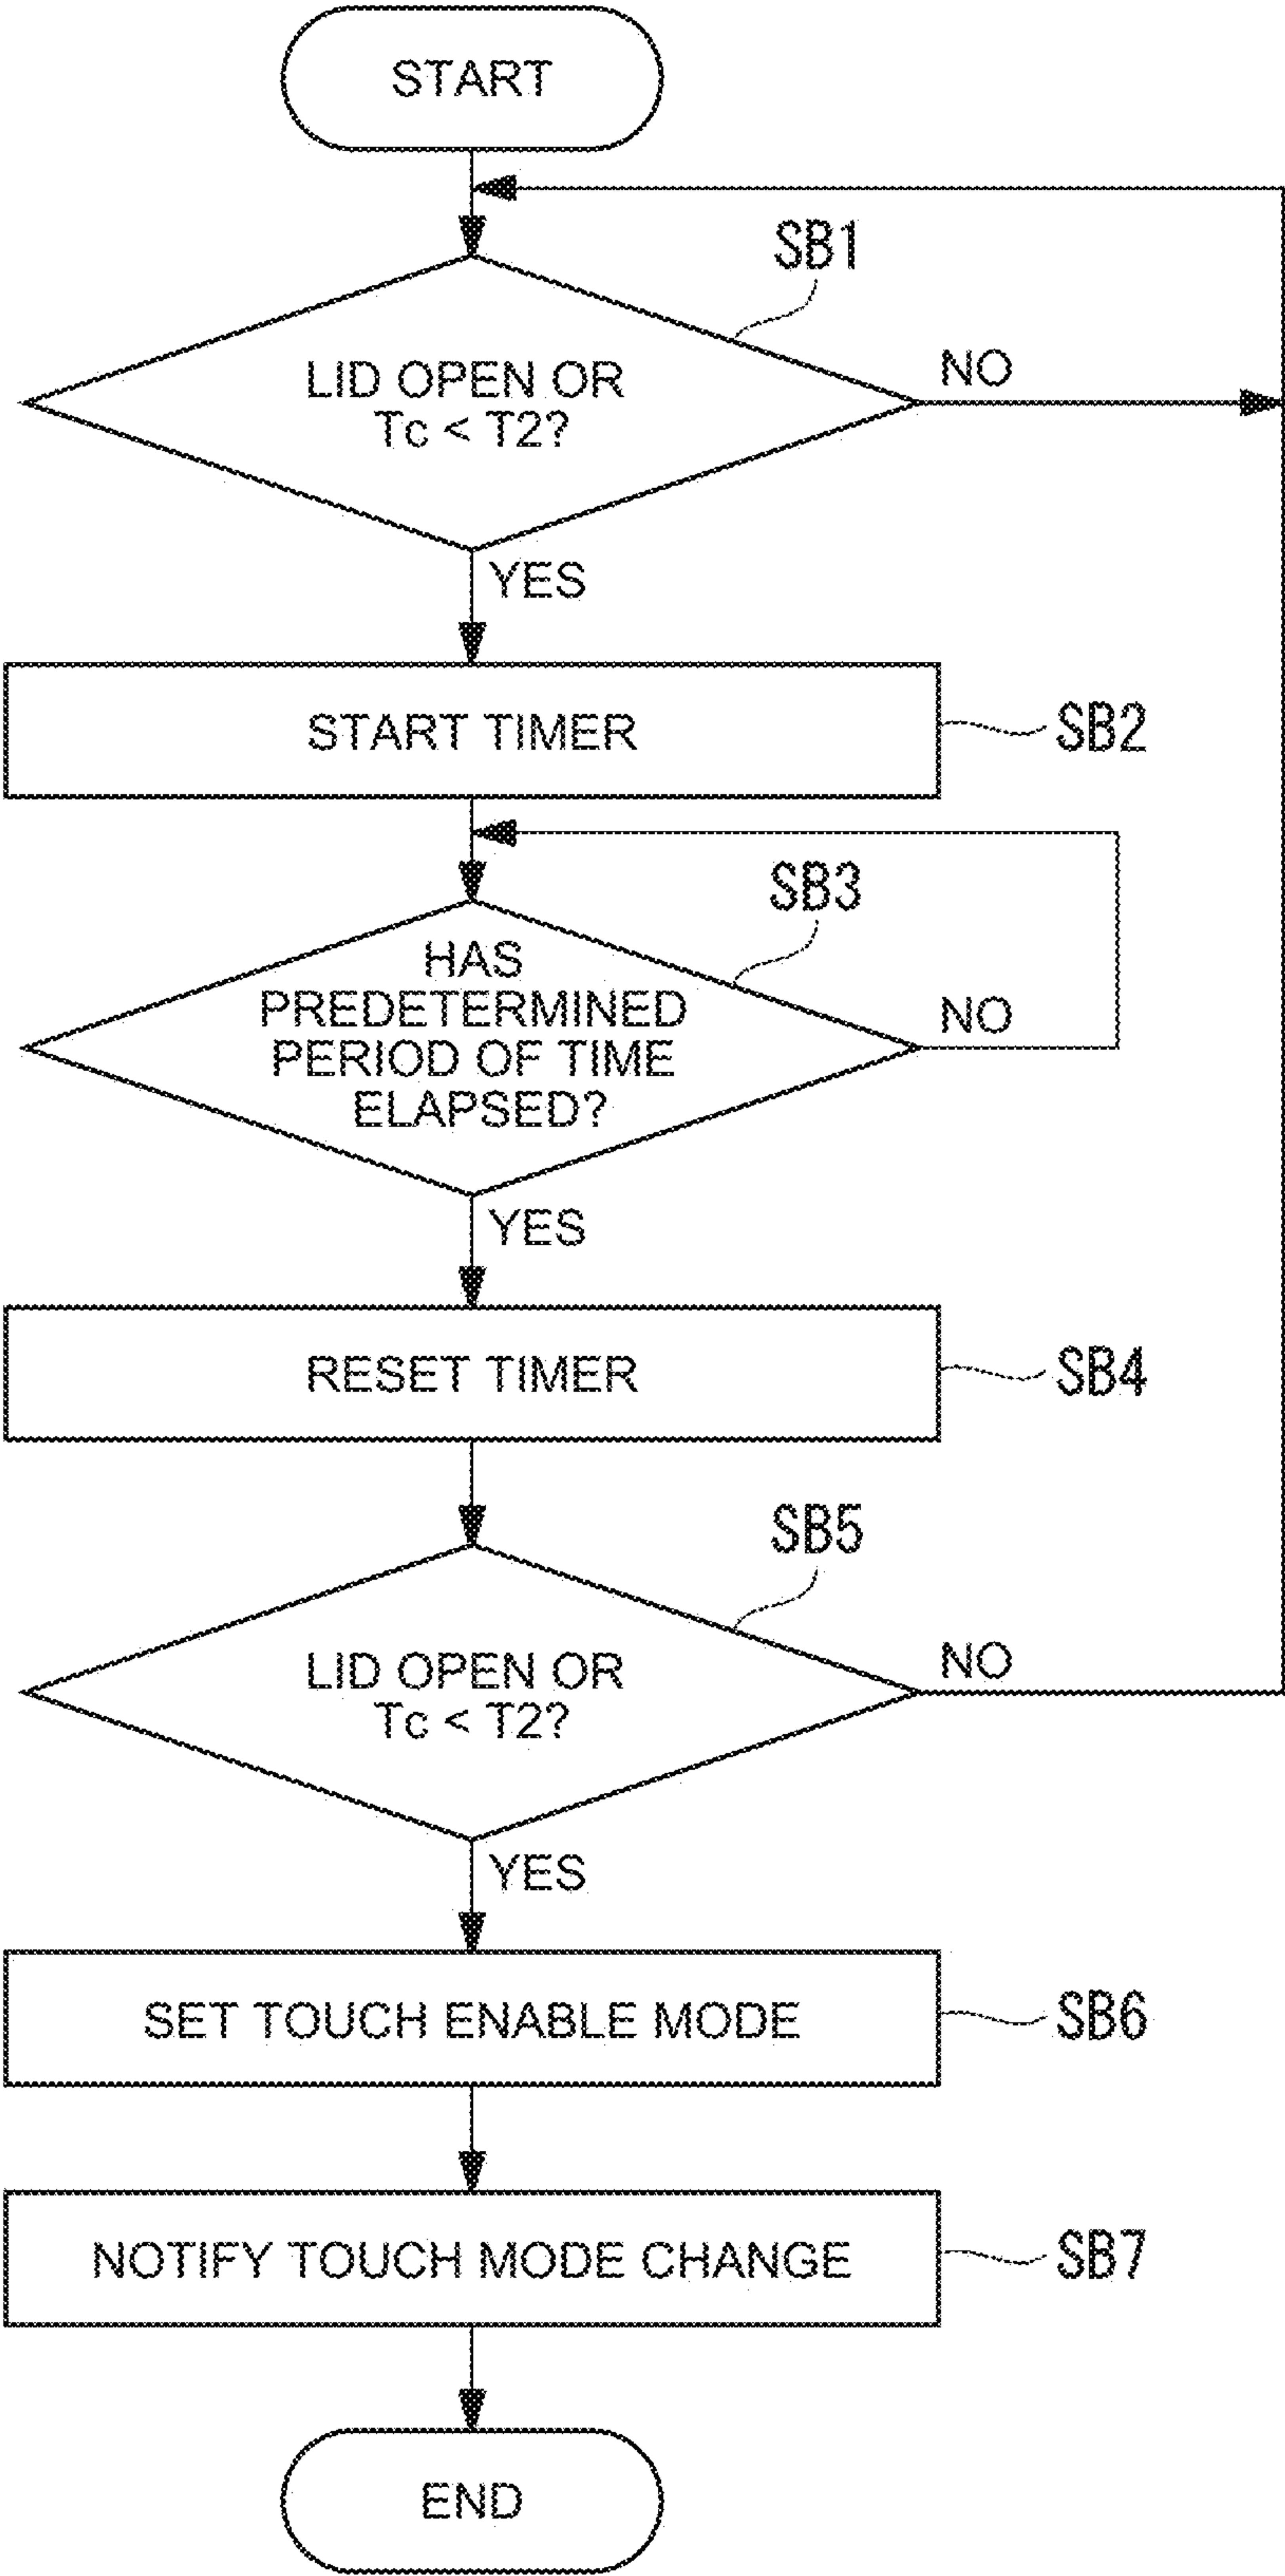 START
SB1
LID OPEN OR
Tc < T2?
NO
YES
START TIMER
SB2
SB3
HAS
PREDETERMINED
PERIOD OF TIME
ELAPSED?
NO
YES
RESET TIMER
SB4
SB5
LID OPEN OR
Tc < T2?
NO
YES
SET TOUCH ENABLE MODE
SB6
NOTIFY TOUCH MODE CHANGE
SB7
END